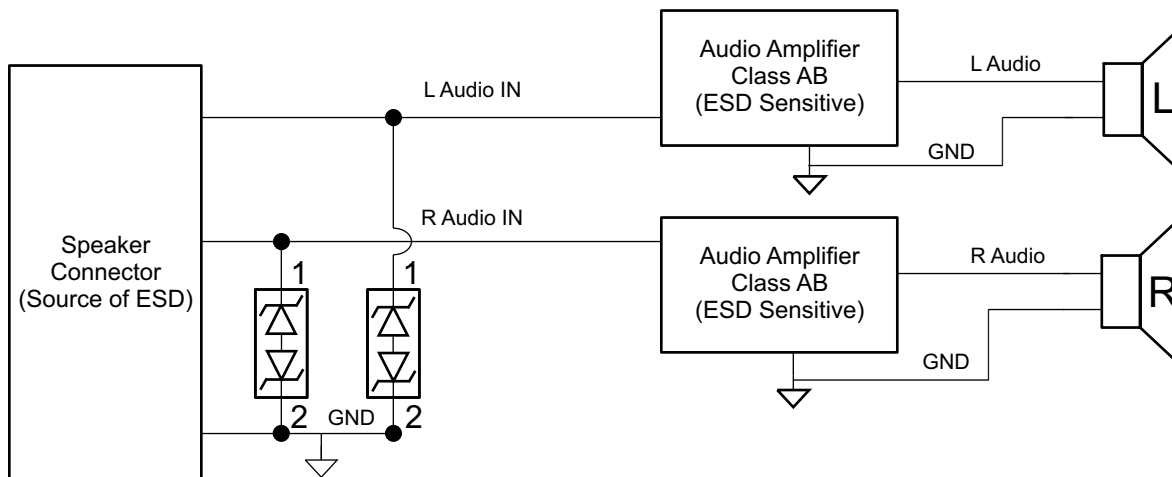 Speaker
Connector
(Source of ESD)
L Audio IN
R Audio IN
1
2
1
2
GND
Audio Amplifier
Class AB
(ESD Sensitive)
L Audio
GND
L
Audio Amplifier
Class AB
(ESD Sensitive)
R Audio
GND
R